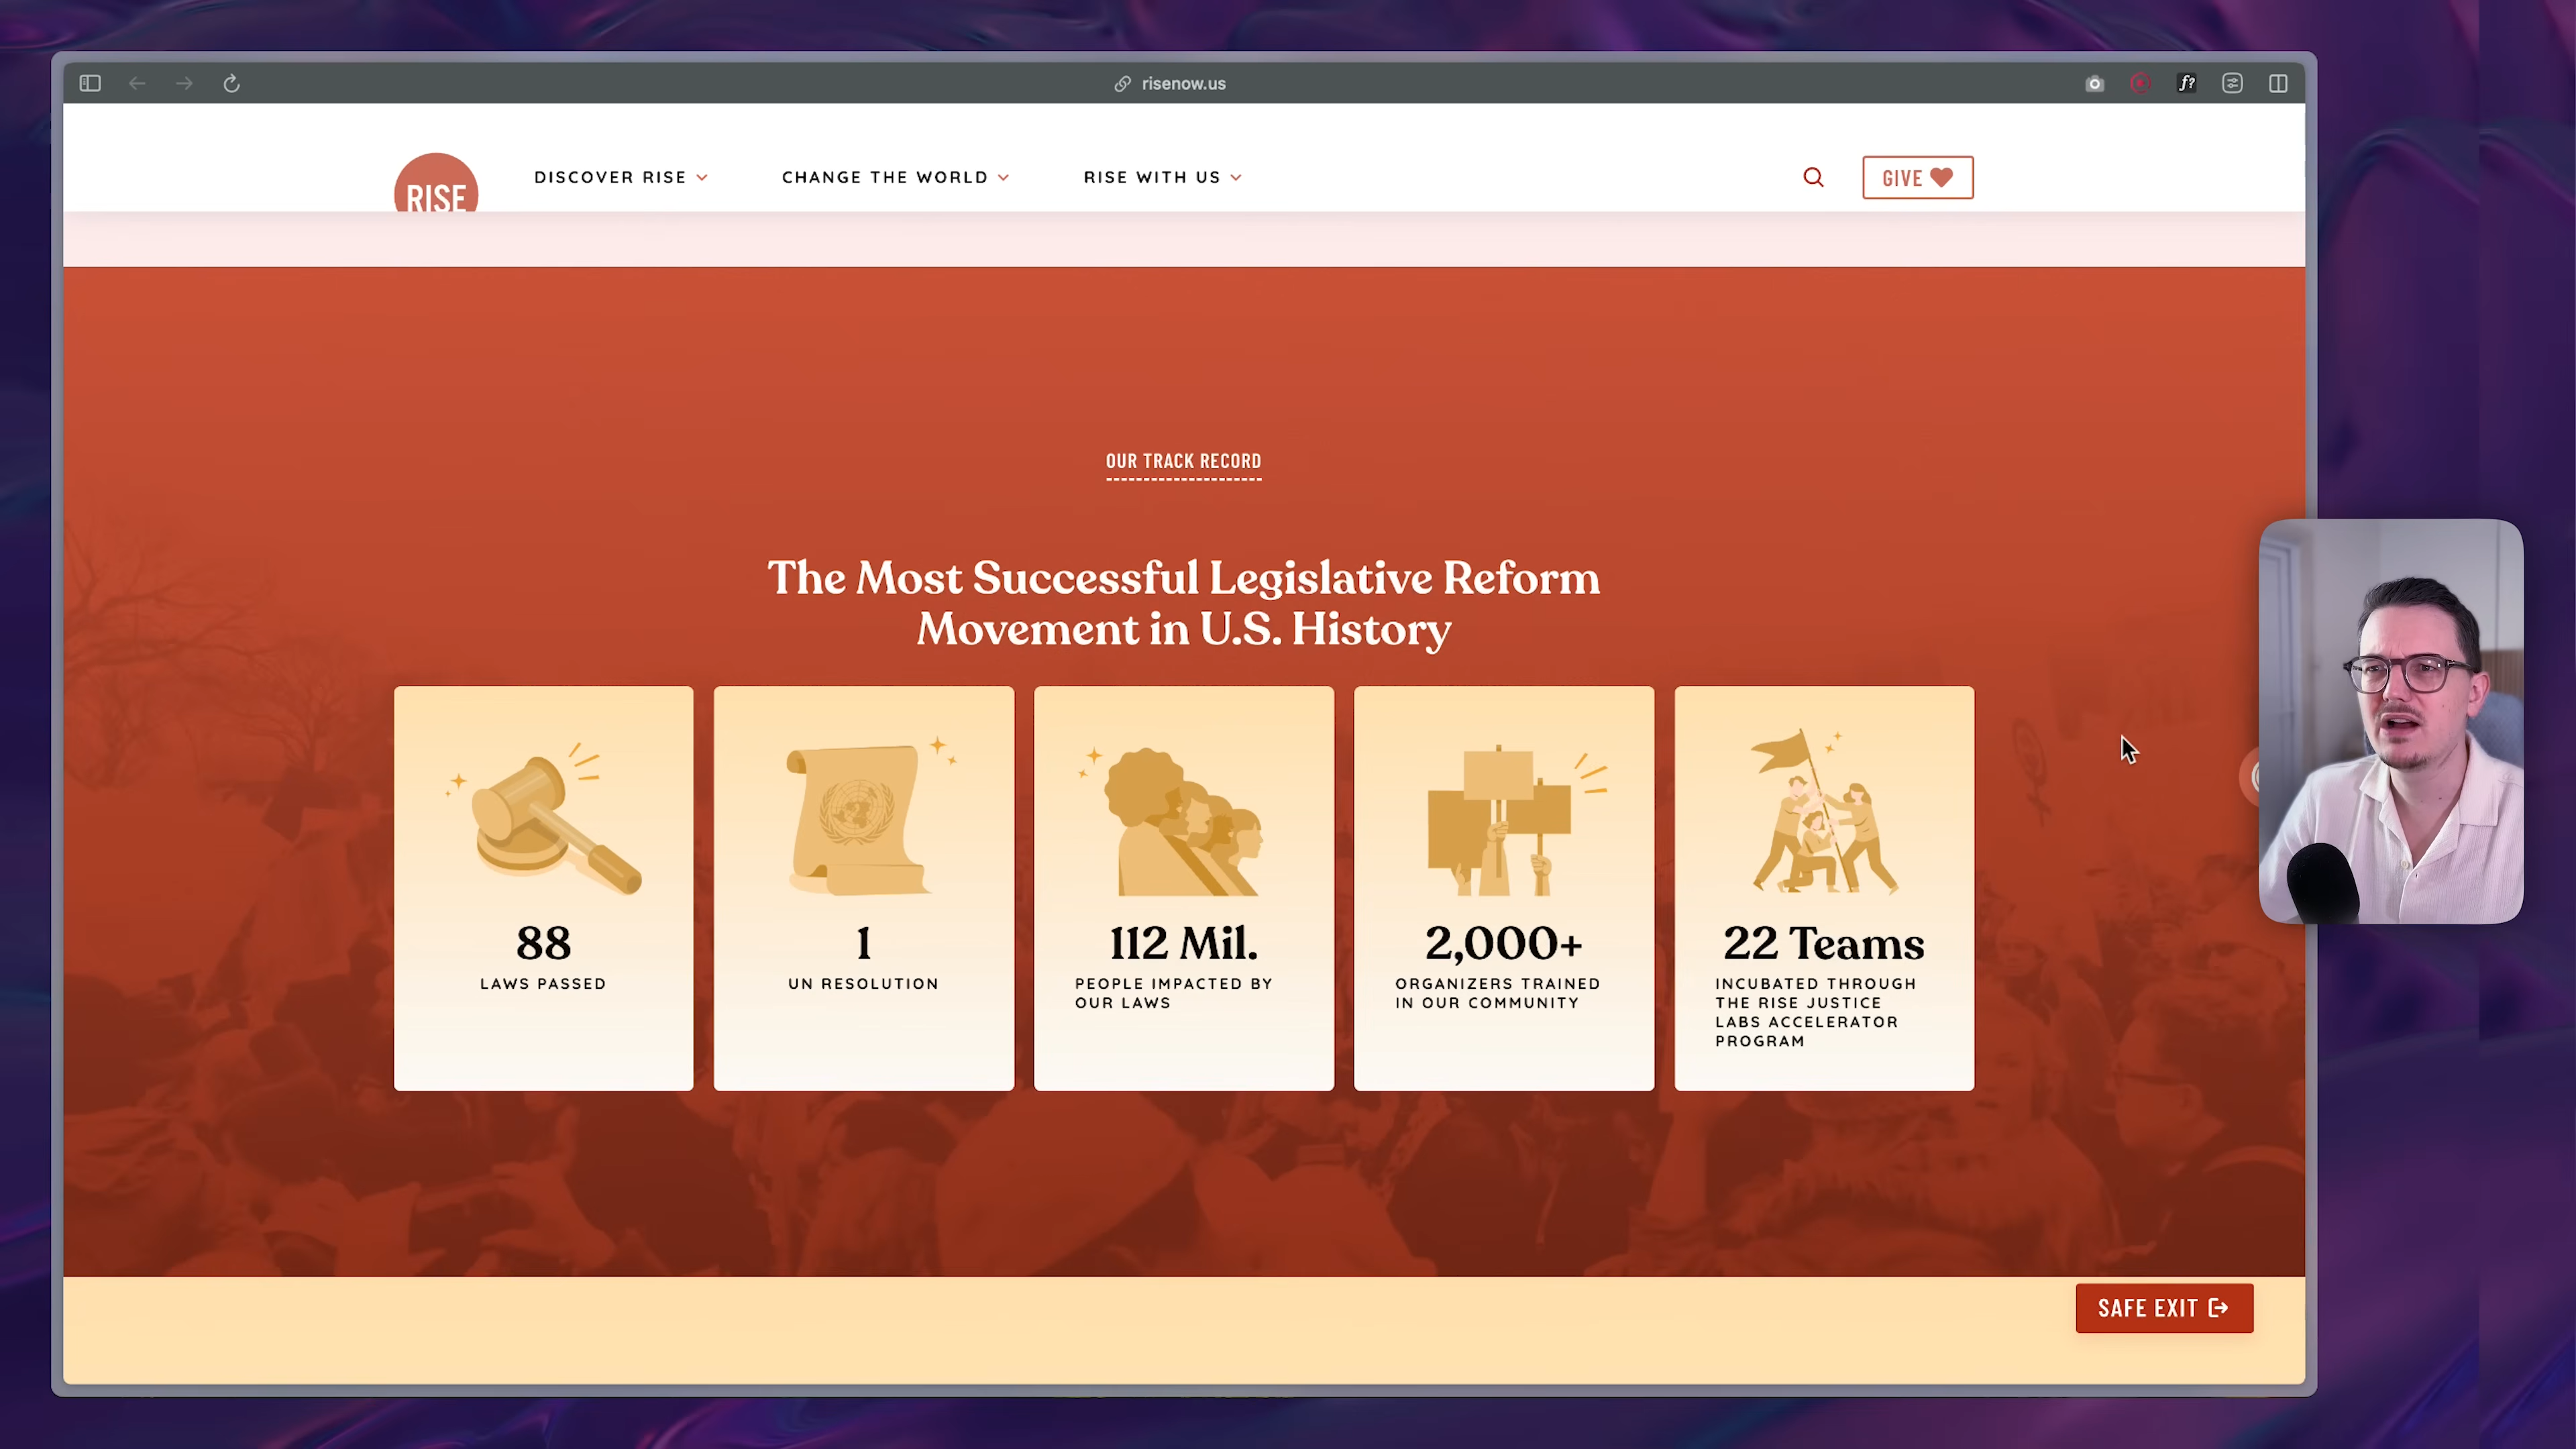 risenow.us
f?
RISE
DISCOVER RISE
CHANGE THE WORLD
RISE WITH US
GIVE
OUR TRACK RECORD
The Most Successful Legislative Reform
Movement in U.S. History
88
LAWS PASSED
1
UN RESOLUTION
112 Mil.
PEOPLE IMPACTED BY
OUR LAWS
2,000+
ORGANIZERS TRAINED
IN OUR COMMUNITY
22 Teams
INCUBATED THROUGH
THE RISE JUSTICE
LABS ACCELERATOR
PROGRAM
SAFE EXIT